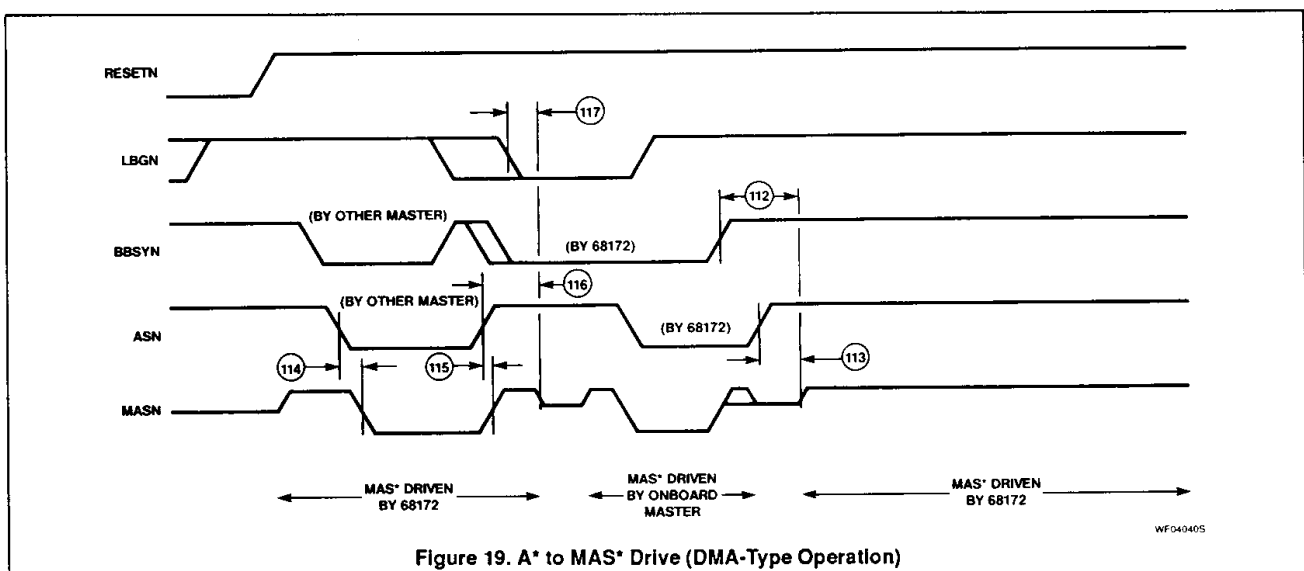 RESETN
117
LBGN
112
(BY OTHER MASTER)
BBSYN
(BY 68172)
116
(BY OTHER MASTER)
ASN
(BY 68172)
114
115
113
MASN
MAS* DRIVEN
BY 68172
MAS* DRIVEN
BY ONBOARD
MASTER
MAS* DRIVEN
BY 68172
WF04040S
Figure 19. A* to MAS* Drive (DMA-Type Operation)